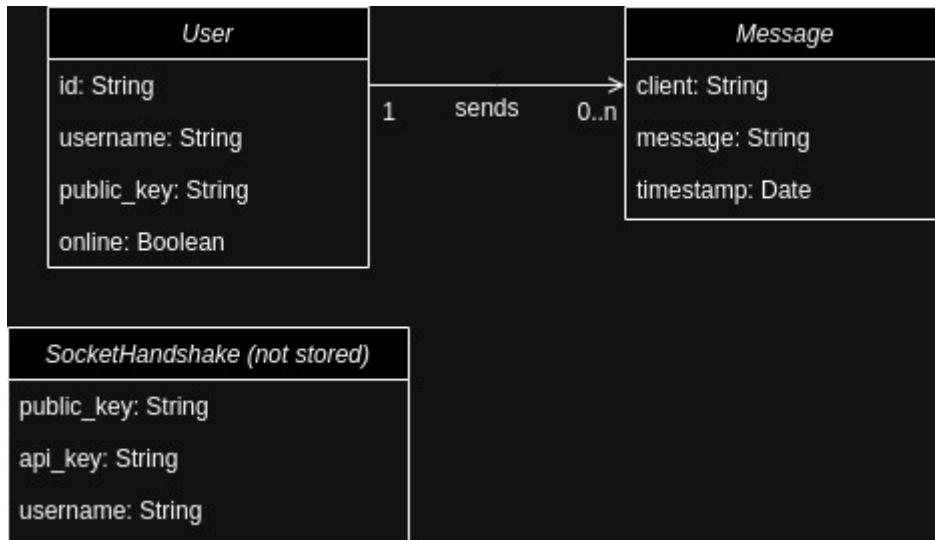 User
id: String
username: String
public_key: String
online: Boolean
1
sends
0..n
Message
client: String
message: String
timestamp: Date
SocketHandshake (not stored)
public_key: String
api_key: String
username: String